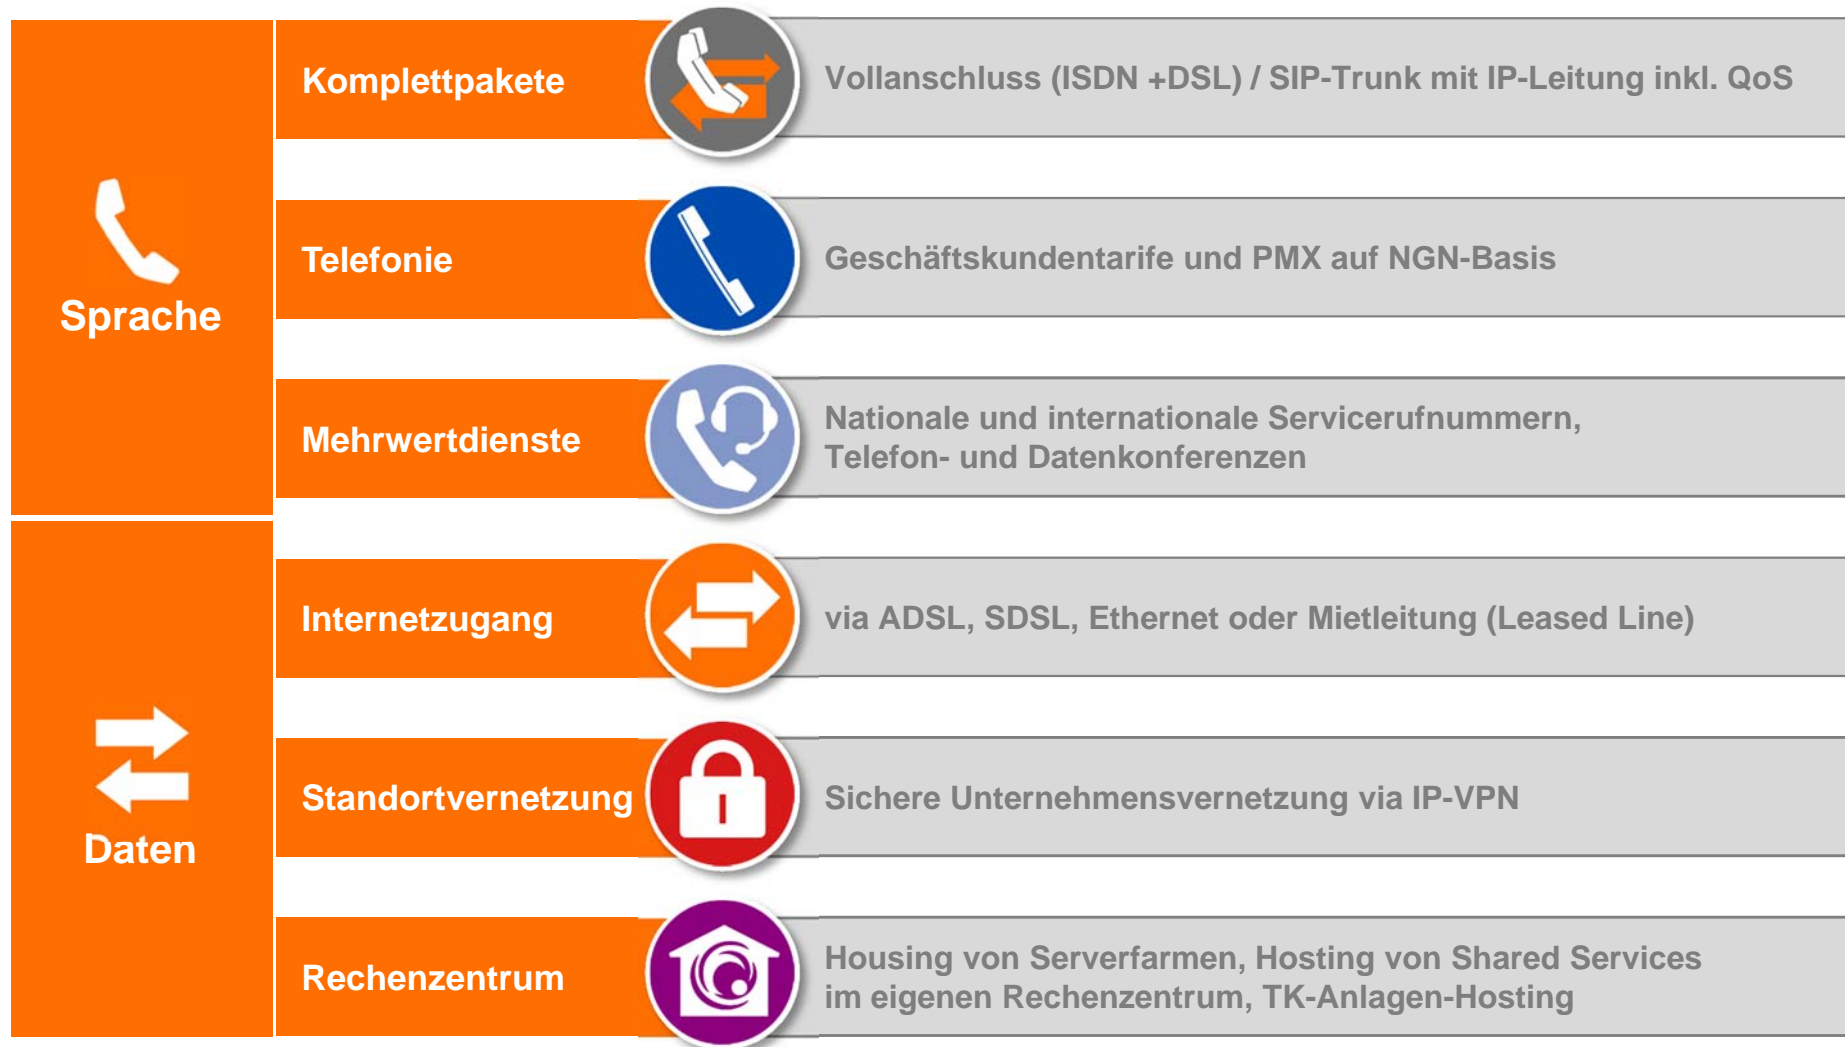 Sprache
Komplettpakete
Vollanschluss (ISDN +DSL) / SIP-Trunk mit IP-Leitung inkl. QoS
Telefonie
Geschäftskundentarife und PMX auf NGN-Basis
Mehrwertdienste
Nationale und internationale Servicerufnummern,
Telefon- und Datenkonferenzen
Daten
Internetzugang
via ADSL, SDSL, Ethernet oder Mietleitung (Leased Line)
Standortvernetzung
Sichere Unternehmensvernetzung via IP-VPN
Rechenzentrum
Housing von Serverfarmen, Hosting von Shared Services
im eigenen Rechenzentrum, TK-Anlagen-Hosting